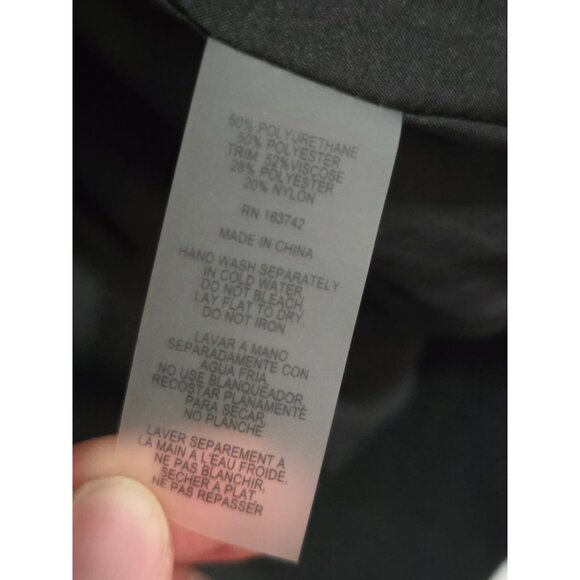 50% POLYURETHANE
50% POLYESTER
TRIM: 52%VISCOSE
28% POLYESTER
20% NYLON
RN 163742
MADE IN CHINA
HAND WASH SEPARATELY
IN COLD WATER,
DO NOT BLEACH,
LAY FLAT TO DRY.
DO NOT IRON
LAVAR A MANO
SEPARADAMENTE CON
AGUA FRIA,
NO USE BLANQUEADOR,
RECOSTAR PLANAMENTE
PARA SECAR,
NO PLANCHE
LAVER SEPAREMENT A
LA MAIN A L'EAU FROIDE,
NE PAS BLANCHIR,
SECHER A PLAT,
NE PAS REPASSER